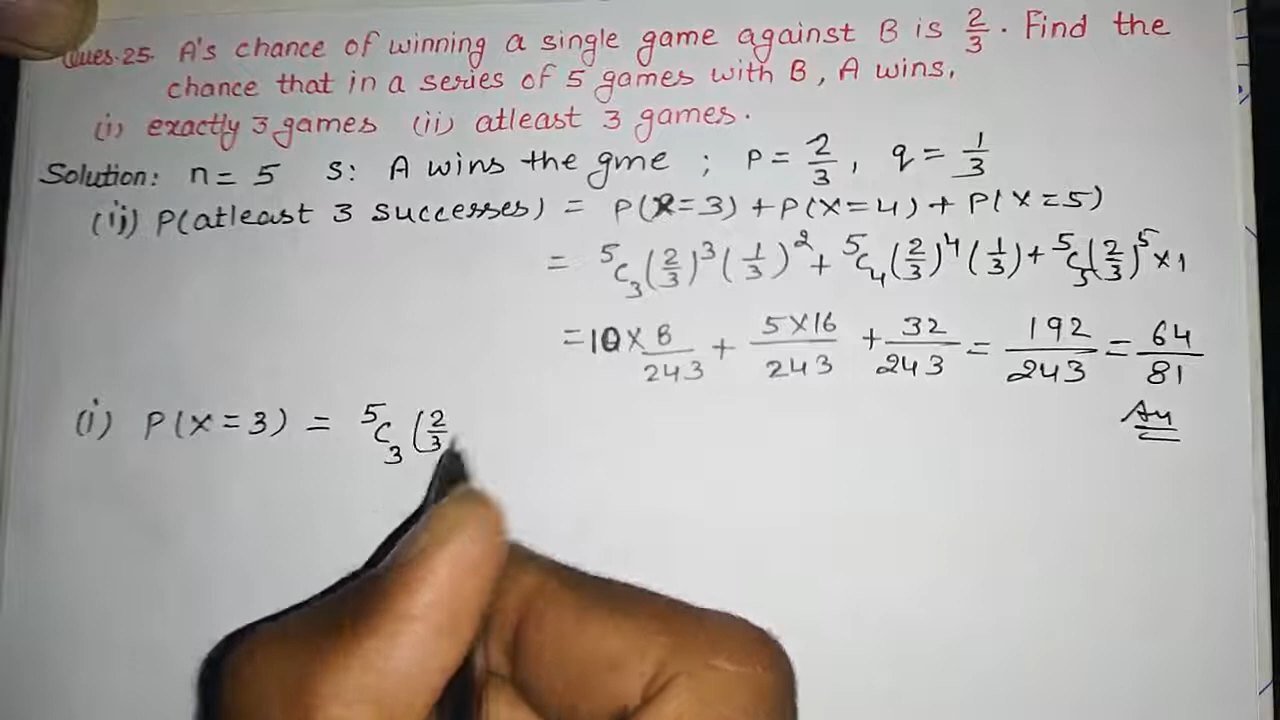 Ques.25. A's chance of winning a single game against B is 2/3. Find the
chance that in a series of 5 games with B, A wins,
(i) exactly 3 games (ii) atleast 3 games.
Solution: n = 5 S: A wins the gme ; p = 2/3, q = 1/3
(ii) P(atleast 3 successes) = P(X=3) + P(X=4) + P(X=5)
= ⁵C₃ (2/3)³ (1/3)² + ⁵C₄ (2/3)⁴ (1/3) + ⁵C₅ (2/3)⁵ × 1
= 10 × 8/243 + 5×16/243 + 32/243 = 192/243 = 64/81
Ans
(i) P(X=3) = ⁵C₃ (2/3